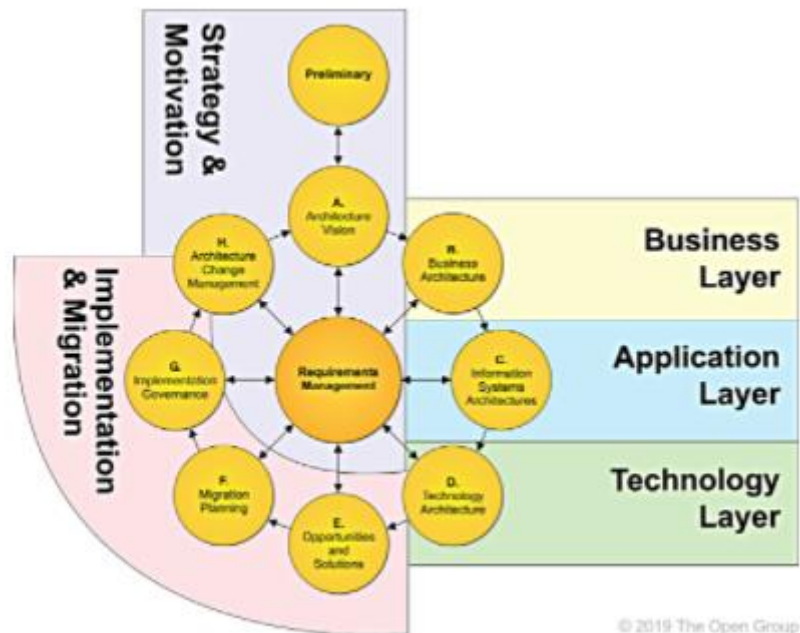 Strategy &
Motivation
Preliminary
A.
Architecture
Vision
H.
Architecture
Change
Management
B.
Business
Architecture
Business
Layer
Implementation
& Migration
G.
Implementation
Governance
Requirements
Management
C.
Information
Systems
Architectures
Application
Layer
F.
Migration
Planning
E.
Opportunities
and
Solutions
D.
Technology
Architecture
Technology
Layer
© 2019 The Open Group